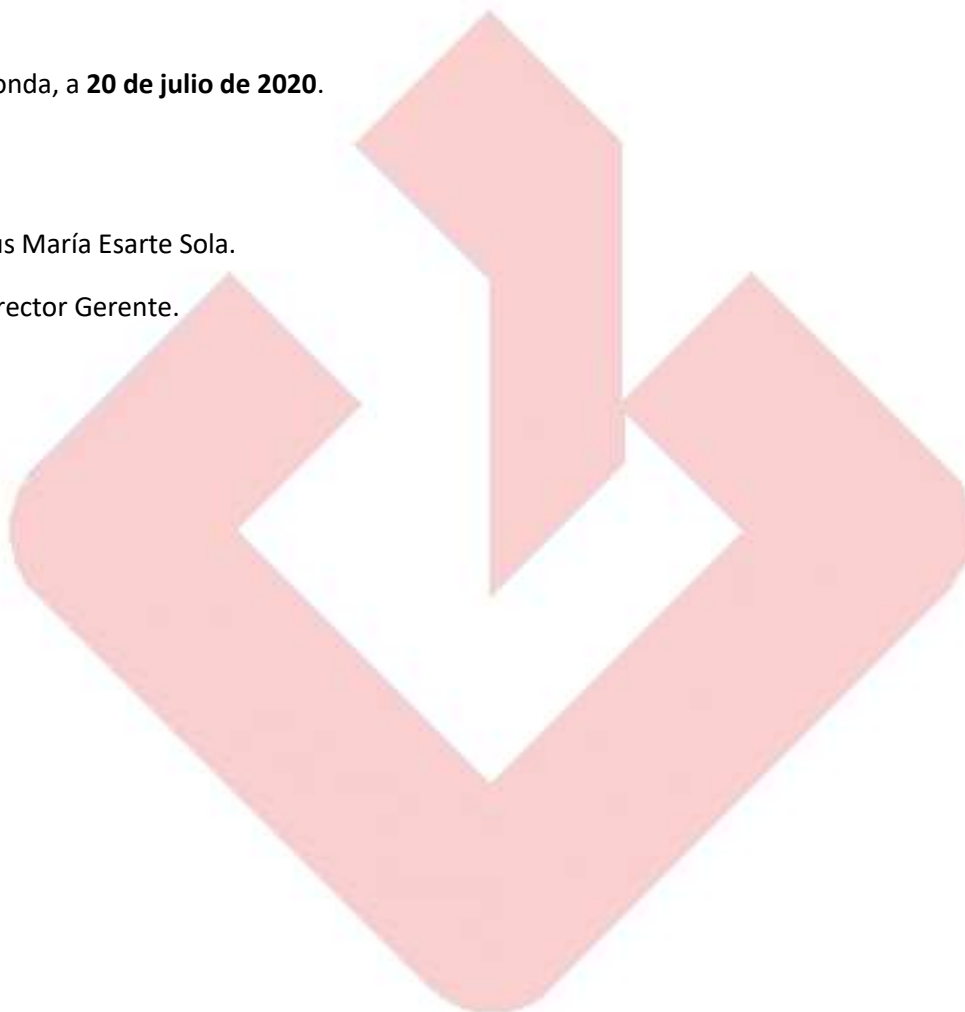 onda, a 20 de julio de 2020.
us María Esarte Sola.
rector Gerente.